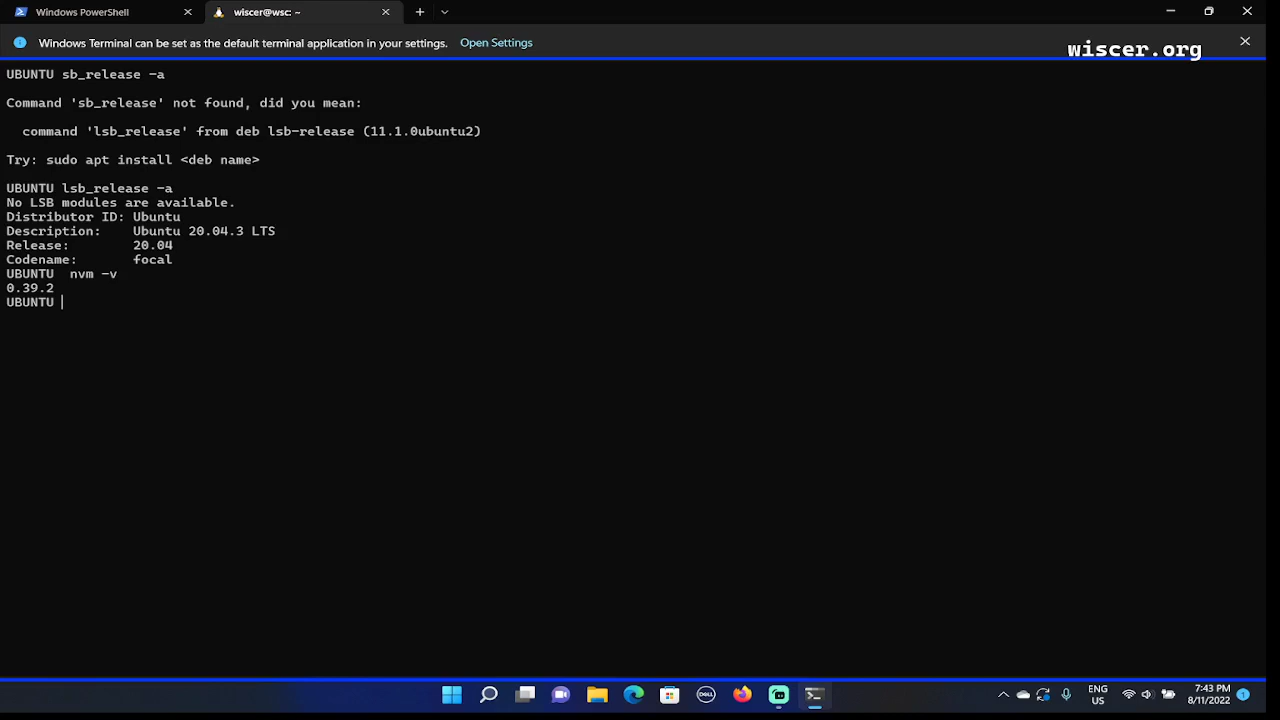 Windows PowerShell
wiscer@wsc: ~
Windows Terminal can be set as the default terminal application in your settings. Open Settings
wiscer.org
UBUNTU sb_release -a
Command 'sb_release' not found, did you mean:
command 'lsb_release' from deb lsb-release (11.1.0ubuntu2)
Try: sudo apt install <deb name>
UBUNTU lsb_release -a
No LSB modules are available.
Distributor ID: Ubuntu
Description: Ubuntu 20.04.3 LTS
Release: 20.04
Codename: focal
UBUNTU nvm -v
0.39.2
UBUNTU
DELL
ENG
US
7:43 PM
8/11/2022
1